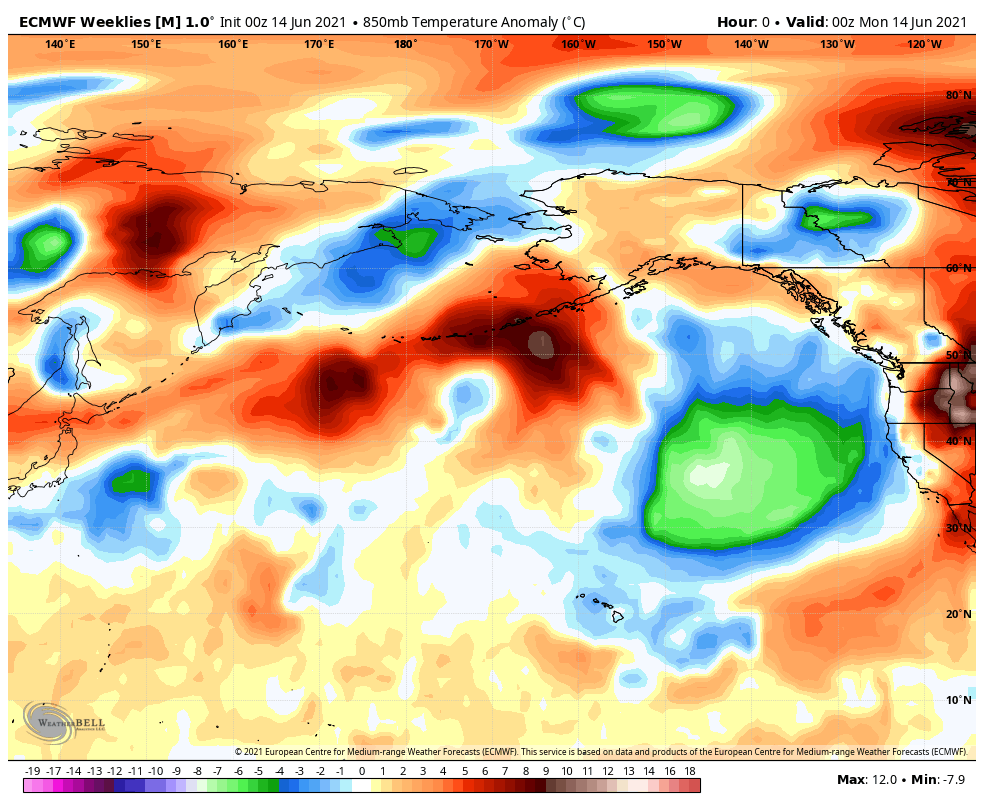 ECMWF Weeklies [M] 1.0° Init 00z 14 Jun 2021 • 850mb Temperature Anomaly (°C)
Hour: 0 • Valid: 00z Mon 14 Jun 2021
140°E 150°E 160°E 170°E 180° 170°W 160°W 150°W 140°W 130°W 120°W
80°N
70°N
60°N
50°N
40°N
30°N
20°N
10°N
WEATHERBELL
© 2021 European Centre for Medium-range Weather Forecasts (ECMWF). This service is based on data and products of the European Centre for Medium-range Weather Forecasts (ECMWF).
-19 -17 -14 -13 -12 -11 -10 -9 -8 -7 -6 -5 -4 -3 -2 -1 0 1 2 3 4 5 6 7 8 9 10 11 12 13 14 16 18
Max: 12.0 • Min: -7.9